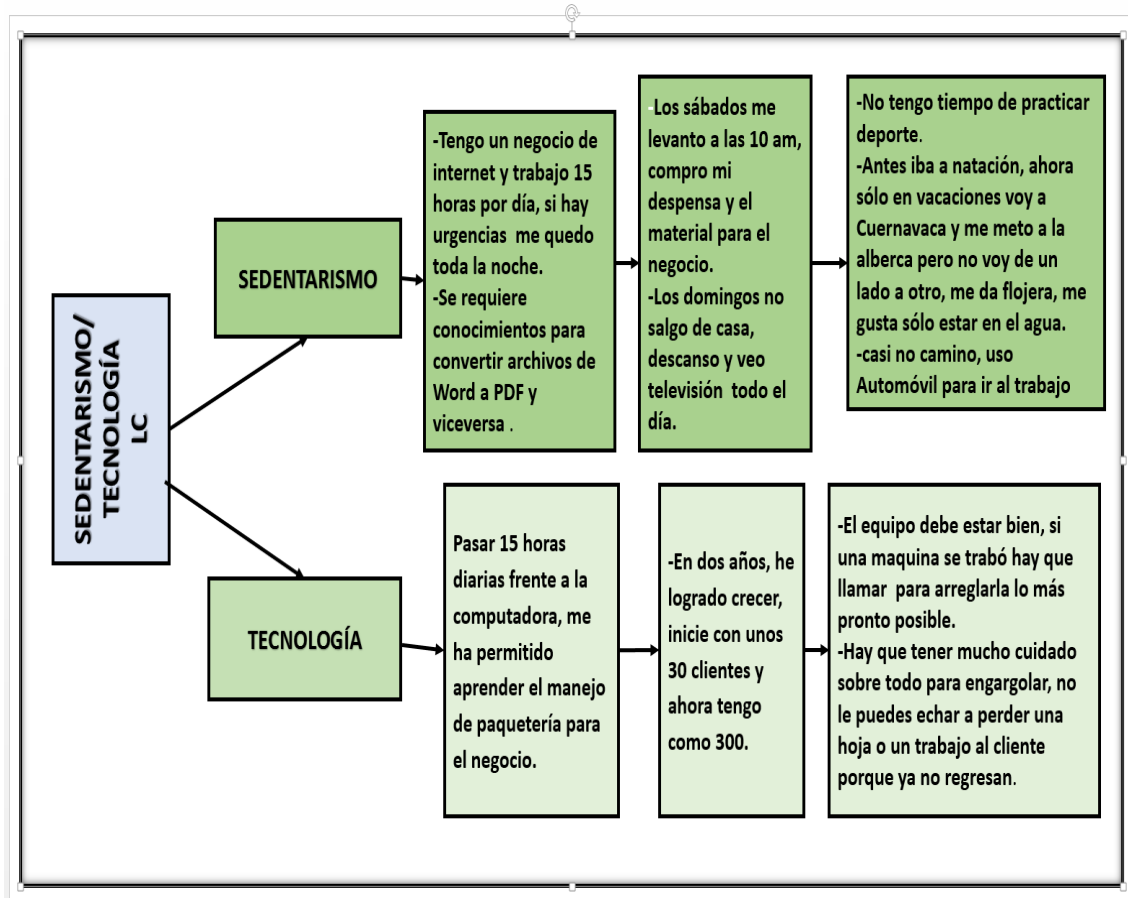 SEDENTARISMO/
TECNOLOGÍA
LC
SEDENTARISMO
-Tengo un negocio de
internet y trabajo 15
horas por día, si hay
urgencias me quedo
toda la noche.
-Se requiere
conocimientos para
convertir archivos de
Word a PDF y
viceversa .
-Los sábados me
levanto a las 10 am,
compro mi
despensa y el
material para el
negocio.
-Los domingos no
salgo de casa,
descanso y veo
televisión todo el
día.
-No tengo tiempo de practicar
deporte.
-Antes iba a natación, ahora
sólo en vacaciones voy a
Cuernavaca y me meto a la
alberca pero no voy de un
lado a otro, me da flojera, me
gusta sólo estar en el agua.
-casi no camino, uso
Automóvil para ir al trabajo
TECNOLOGÍA
Pasar 15 horas
diarias frente a la
computadora, me
ha permitido
aprender el manejo
de paquetería para
el negocio.
-En dos años, he
logrado crecer,
inicie con unos
30 clientes y
ahora tengo
como 300.
-El equipo debe estar bien, si
una maquina se trabó hay que
llamar para arreglarla lo más
pronto posible.
-Hay que tener mucho cuidado
sobre todo para engargolar, no
le puedes echar a perder una
hoja o un trabajo al cliente
porque ya no regresan.